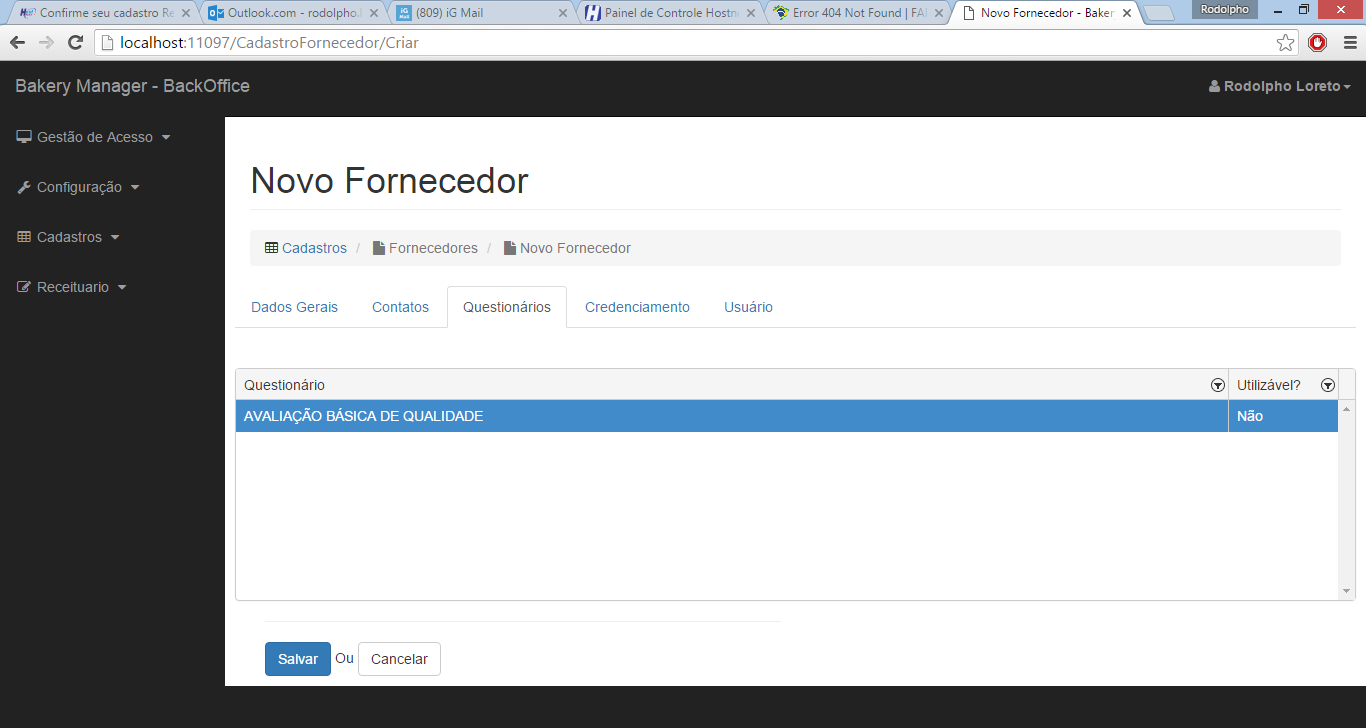 Confirme seu cadastro Re
Outlook.com - rodolpho.l
(809) iG Mail
Painel de Controle Hostn
Error 404 Not Found | FAI
Novo Fornecedor - Baker
Rodolpho
localhost:11097/CadastroFornecedor/Criar
Bakery Manager - BackOffice
Rodolpho Loreto
Gestão de Acesso
Configuração
Cadastros
Receituario
Novo Fornecedor
Cadastros / Fornecedores / Novo Fornecedor
Dados Gerais Contatos Questionários Credenciamento Usuário
Questionário Utilizável?
AVALIAÇÃO BÁSICA DE QUALIDADE Não
Salvar Ou Cancelar